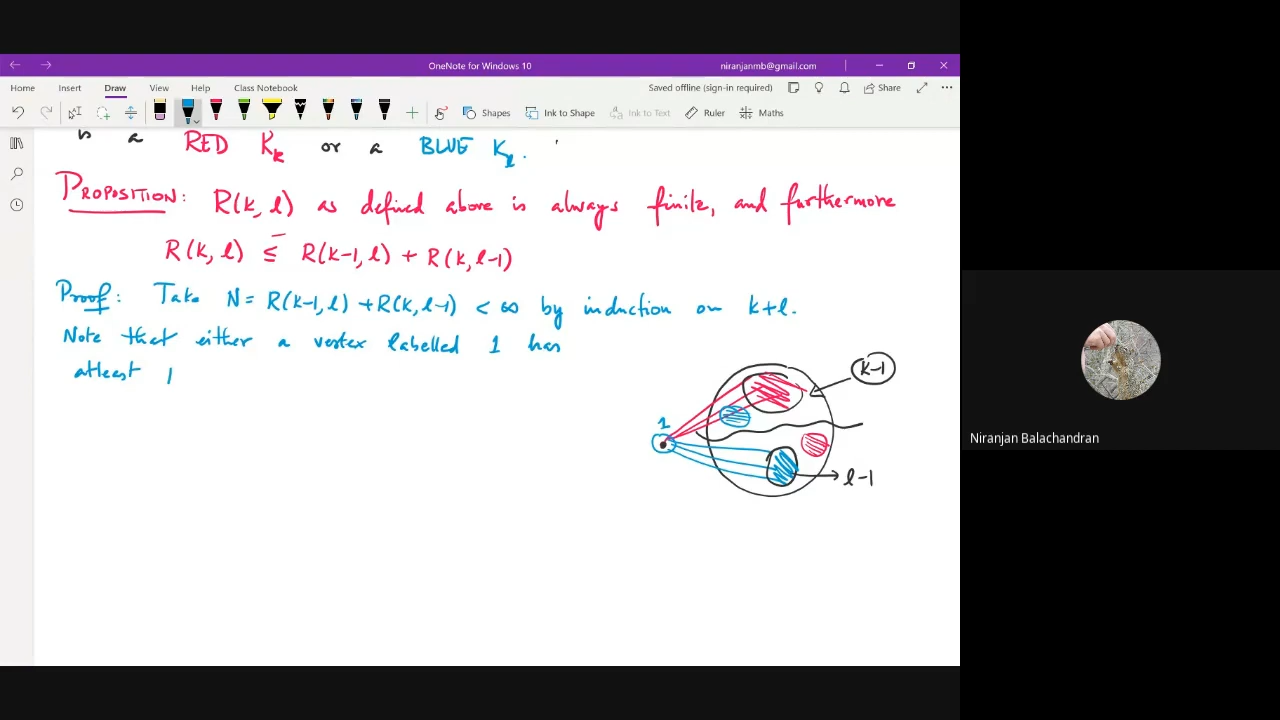 OneNote for Windows 10
niranjanmb@gmail.com
Home Insert Draw View Help Class Notebook
Saved offline (sign-in required)
Share
Shapes Ink to Shape Ink to Text Ruler Maths
is a RED K_k or a BLUE K_l.
PROPOSITION: R(k, l) as defined above is always finite, and furthermore
R(k, l) ≤ R(k-1, l) + R(k, l-1)
Proof: Take N = R(k-1, l) + R(k, l-1) < ∞ by induction on k+l.
Note that either a vertex labelled 1 has
atleast
k-1
1
l-1
Niranjan Balachandran